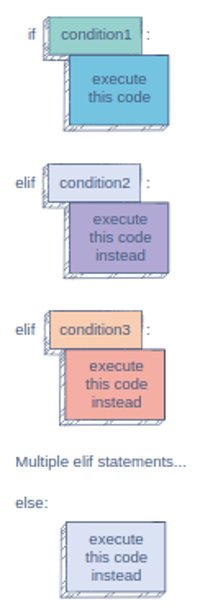 if condition1 :
execute
this code
elif condition2 :
execute
this code
instead
elif condition3 :
execute
this code
instead
Multiple elif statements...
else:
execute
this code
instead